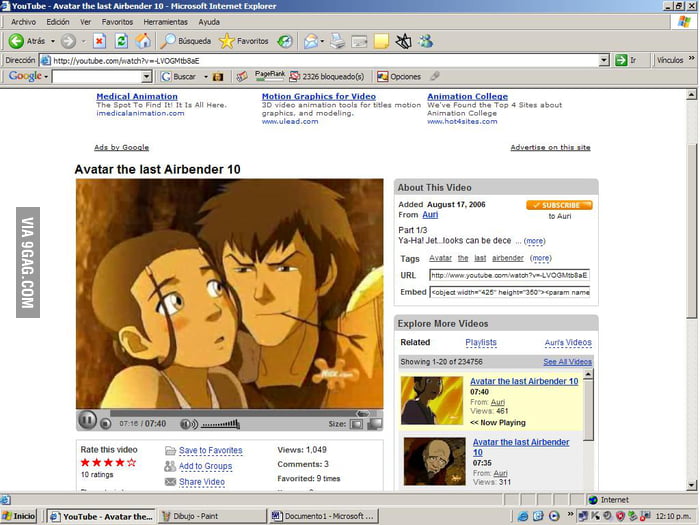 YouTube - Avatar the last Airbender 10 - Microsoft Internet Explorer
Archivo Edición Ver Favoritos Herramientas Ayuda
Atrás Búsqueda Favoritos
Dirección http://youtube.com/watch?v=-LVOGMtb8aE Ir Vínculos »
Google Buscar PageRank 2326 bloqueado(s) Opciones
Medical Animation
The Spot To Find It! It Is All Here.
imedicalanimation.com
Motion Graphics for Video
3D video animation tools for titles motion
graphics, and modeling.
www.ulead.com
Animation College
We've Found the Top 4 Sites about
Animation College
www.hot4sites.com
Ads by Google
Advertise on this site
Avatar the last Airbender 10
VIA 9GAG.COM
NICK.com
07:16 / 07:40
Size:
Rate this video
10 ratings
Save to Favorites
Add to Groups
Share Video
Views: 1,049
Comments: 3
Favorited: 9 times
About This Video
Added August 17, 2006
From Auri
SUBSCRIBE
to Auri
Part 1/3
Ya-Ha! Jet...looks can be dece ... (more)
Tags Avatar the last airbender (more)
URL http://www.youtube.com/watch?v=-LVOGMtb8aE
Embed <object width="425" height="350"><param name
Explore More Videos
Related Playlists Auri's Videos
Showing 1-20 of 234756 See All Videos
Avatar the last Airbender 10
07:40
From: Auri
Views: 461
<< Now Playing
Avatar the last Airbender
10
07:35
From: Auri
Views: 311
Internet
Inicio YouTube - Avatar the... Dibujo - Paint Documento1 - Microsoft ... » 12:10 p.m.